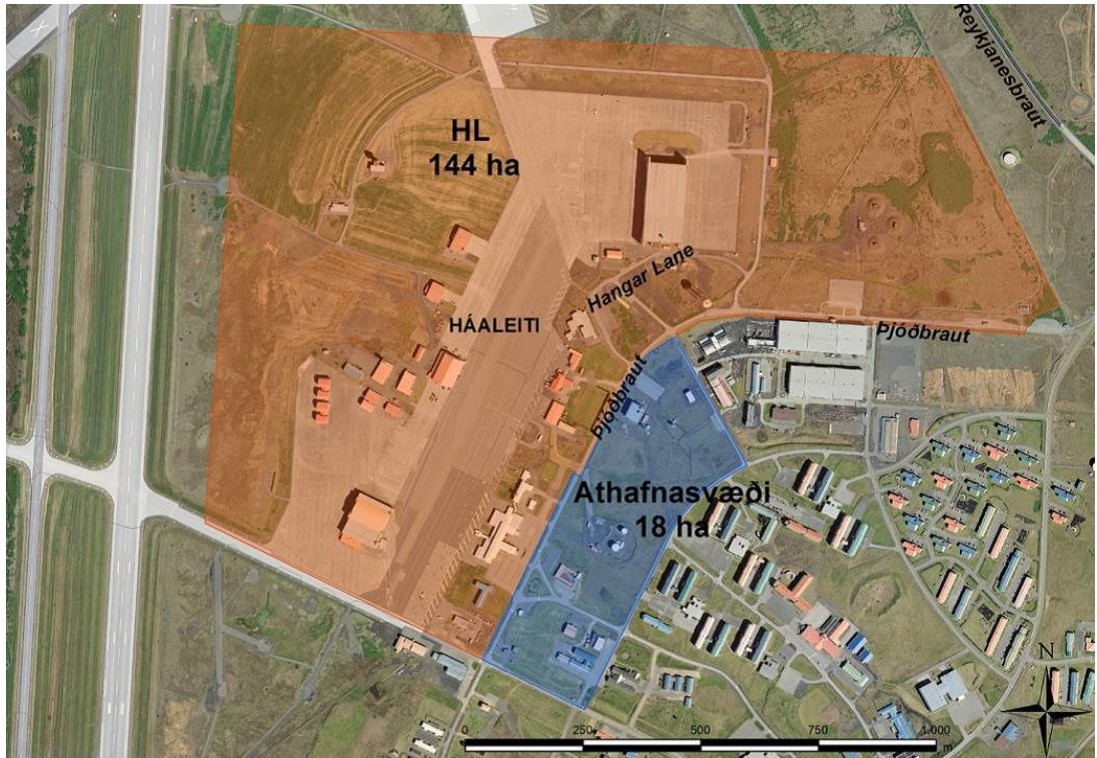 Reykjanesbraut
HL
144 ha
Hangar Lane
HÁALEITI
Þjóðbraut
Þjóðbraut
Athafnasvæði
18 ha
N
0 250 500 750 1.000
m